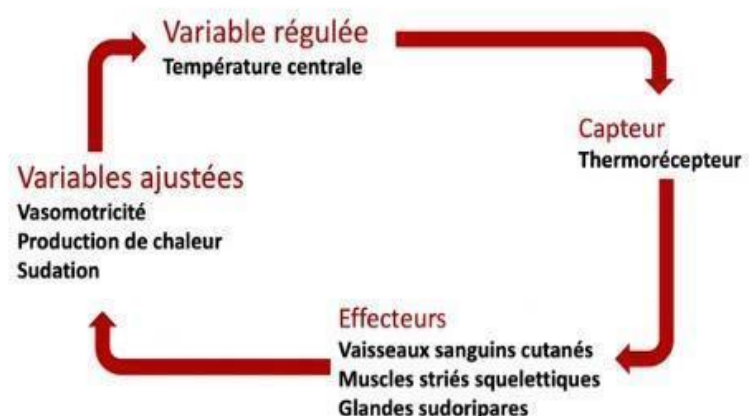 Variable régulée
Température centrale
Capteur
Thermorécepteur
Variables ajustées
Vasomotricité
Production de chaleur
Sudation
Effecteurs
Vaisseaux sanguins cutanés
Muscles striés squelettiques
Glandes sudoripares